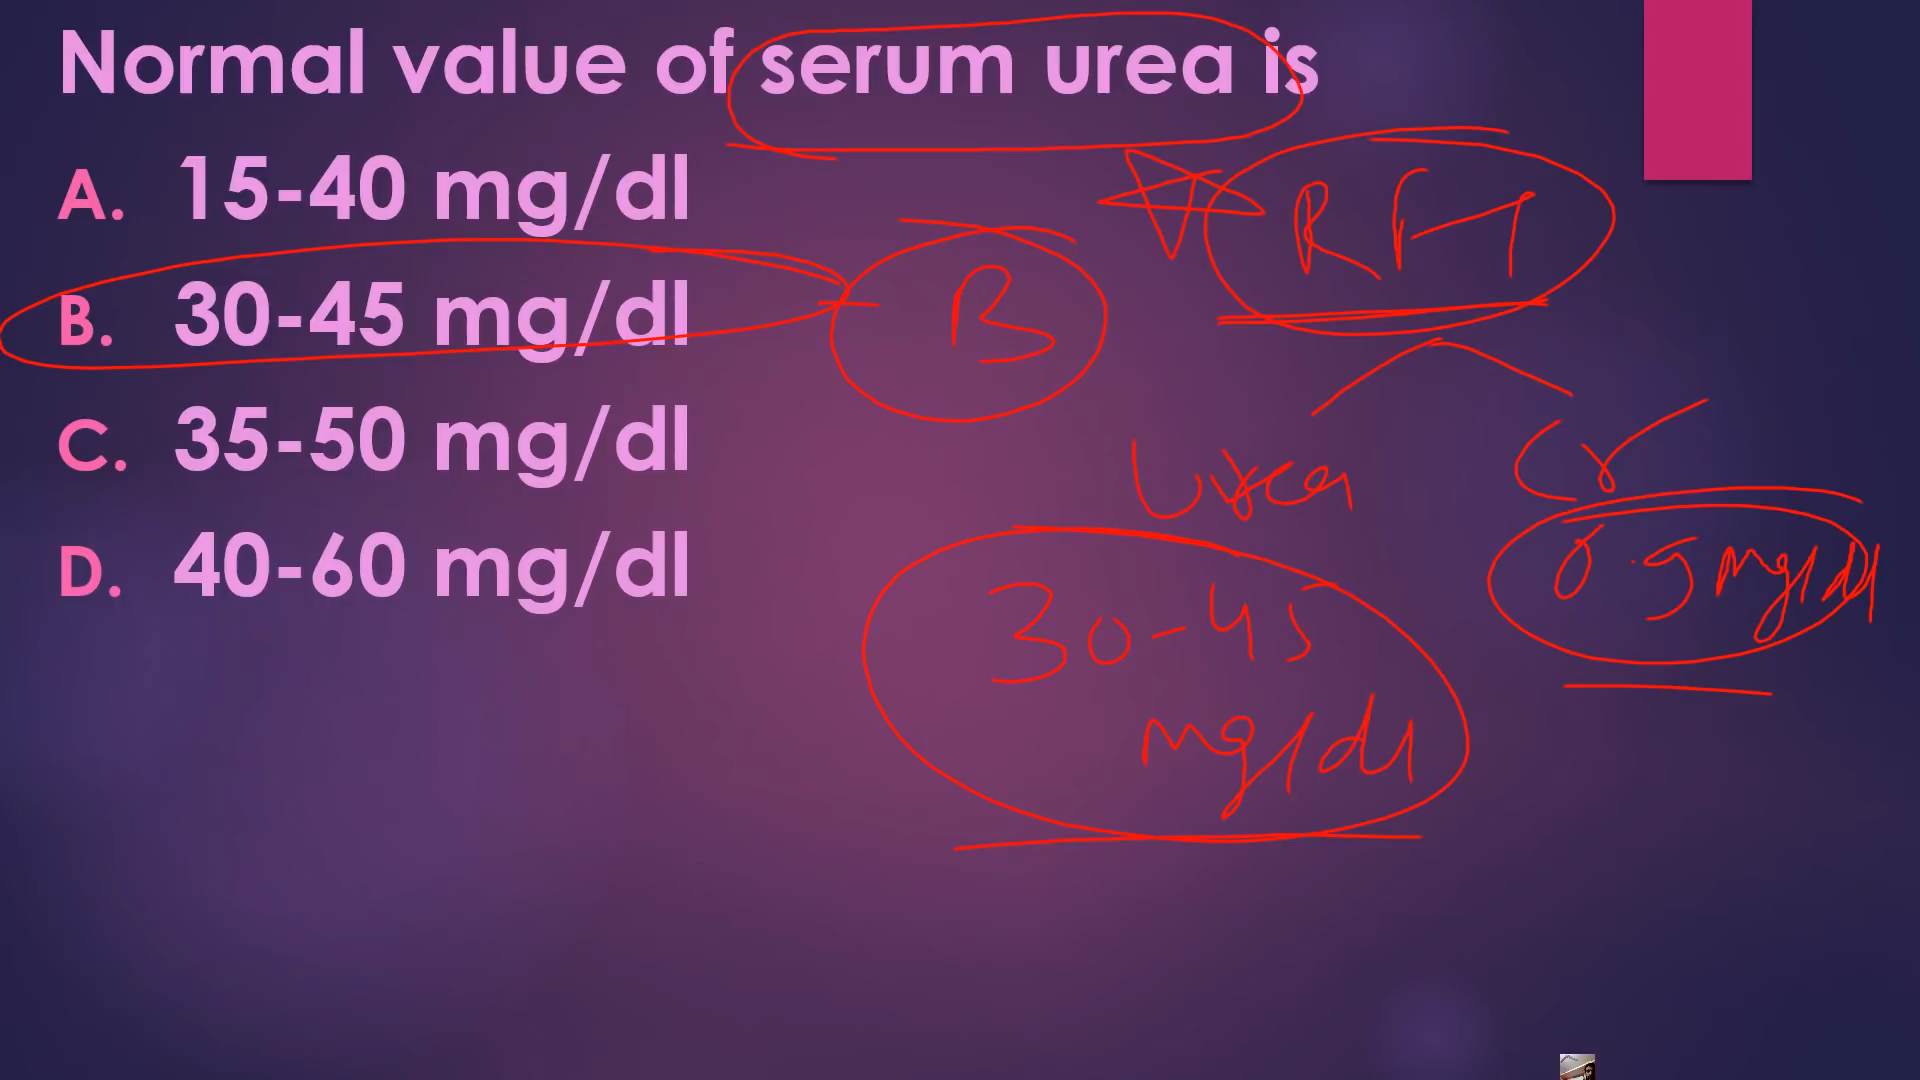 Normal value of serum urea is
A. 15-40 mg/dl
B. 30-45 mg/dl
C. 35-50 mg/dl
D. 40-60 mg/dl
B
RFT
Urea
Cr
30-45
mg/dl
0.5 mg/dl